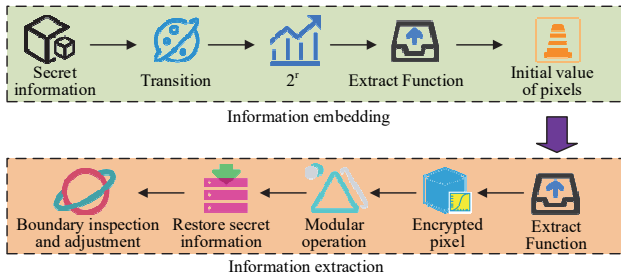 Secret
information
Transition
2^r
Extract Function
Initial value
of pixels
Information embedding
Boundary inspection
and adjustment
Restore secret
information
Modular
operation
Encrypted
pixel
Extract
Function
Information extraction